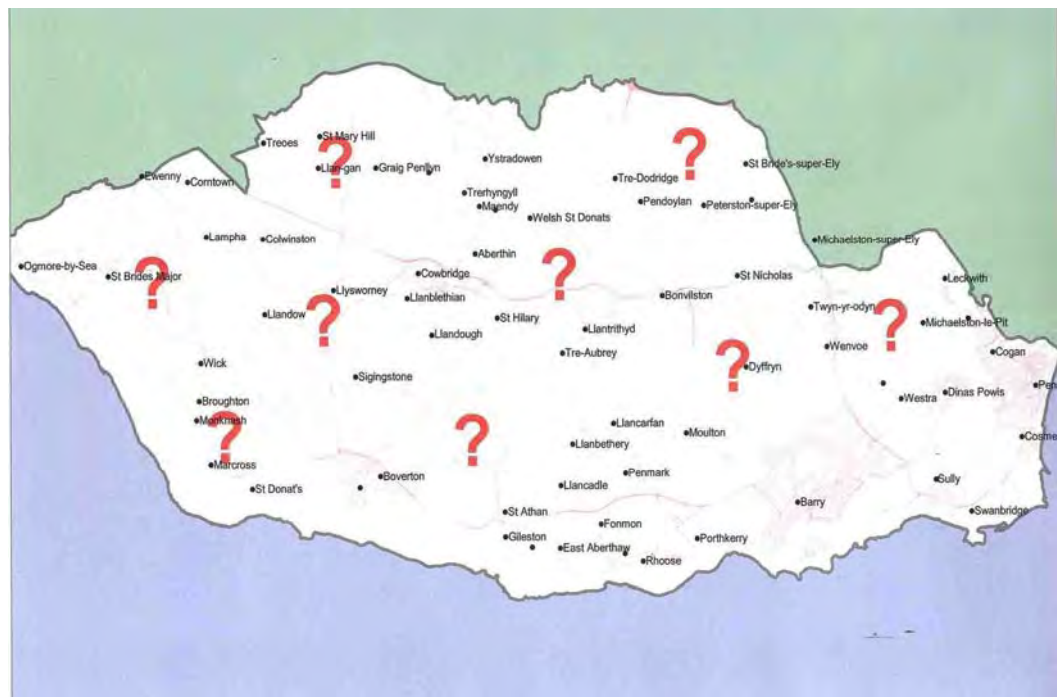 St Mary Hill
Treoes
?
?
Ystradowen
St Bride's-super-Ely
Llan-gan
Graig Penllyn
Ewenny
Corntown
Tre-Dodridge
Trerhyngyll
Maendy
Pendoylan
Peterston-super-Ely
Welsh St Donats
Lampha
Colwinston
Michaelston-super-Ely
Aberthin
?
Ogmore-by-Sea
St Brides Major
?
Cowbridge
St Nicholas
Leckwith
Llysworney
Llanblethian
Bonvilston
?
Twyn-yr-odyn
?
Llandow
St Hilary
Michaelston-le-Pit
Llandough
Llantrithyd
Wenvoe
Tre-Aubrey
Cogan
Wick
?
Dyffryn
Sigingstone
Pen
Broughton
Westra
Dinas Powis
Monknash
?
?
Llancarfan
Moulton
Cosme
Llanbethery
Marcross
Penmark
Boverton
Sully
St Donat's
Llancadle
Barry
St Athan
Swanbridge
Fonmon
Gileston
Porthkerry
East Aberthaw
Rhoose